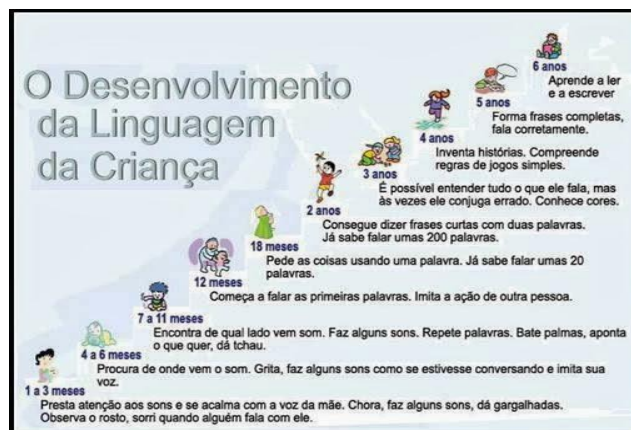 O Desenvolvimento
da Linguagem
da Criança
6 anos
Aprende a ler
e a escrever
5 anos
Forma frases completas,
fala corretamente.
4 anos
Inventa histórias. Compreende
regras de jogos simples.
3 anos
É possível entender tudo o que ele fala, mas
às vezes ele conjuga errado. Conhece cores.
2 anos
Consegue dizer frases curtas com duas palavras.
Já sabe falar umas 200 palavras.
18 meses
Pede as coisas usando uma palavra. Já sabe falar umas 20
palavras.
12 meses
Começa a falar as primeiras palavras. Imita a ação de outra pessoa.
7 a 11 meses
Encontra de qual lado vem som. Faz alguns sons. Repete palavras. Bate palmas, aponta
o que quer, dá tchau.
4 a 6 meses
Procura de onde vem o som. Grita, faz alguns sons como se estivesse conversando e imita sua
voz.
1 a 3 meses
Presta atenção aos sons e se acalma com a voz da mãe. Chora, faz alguns sons, dá gargalhadas.
Observa o rosto, sorri quando alguém fala com ele.